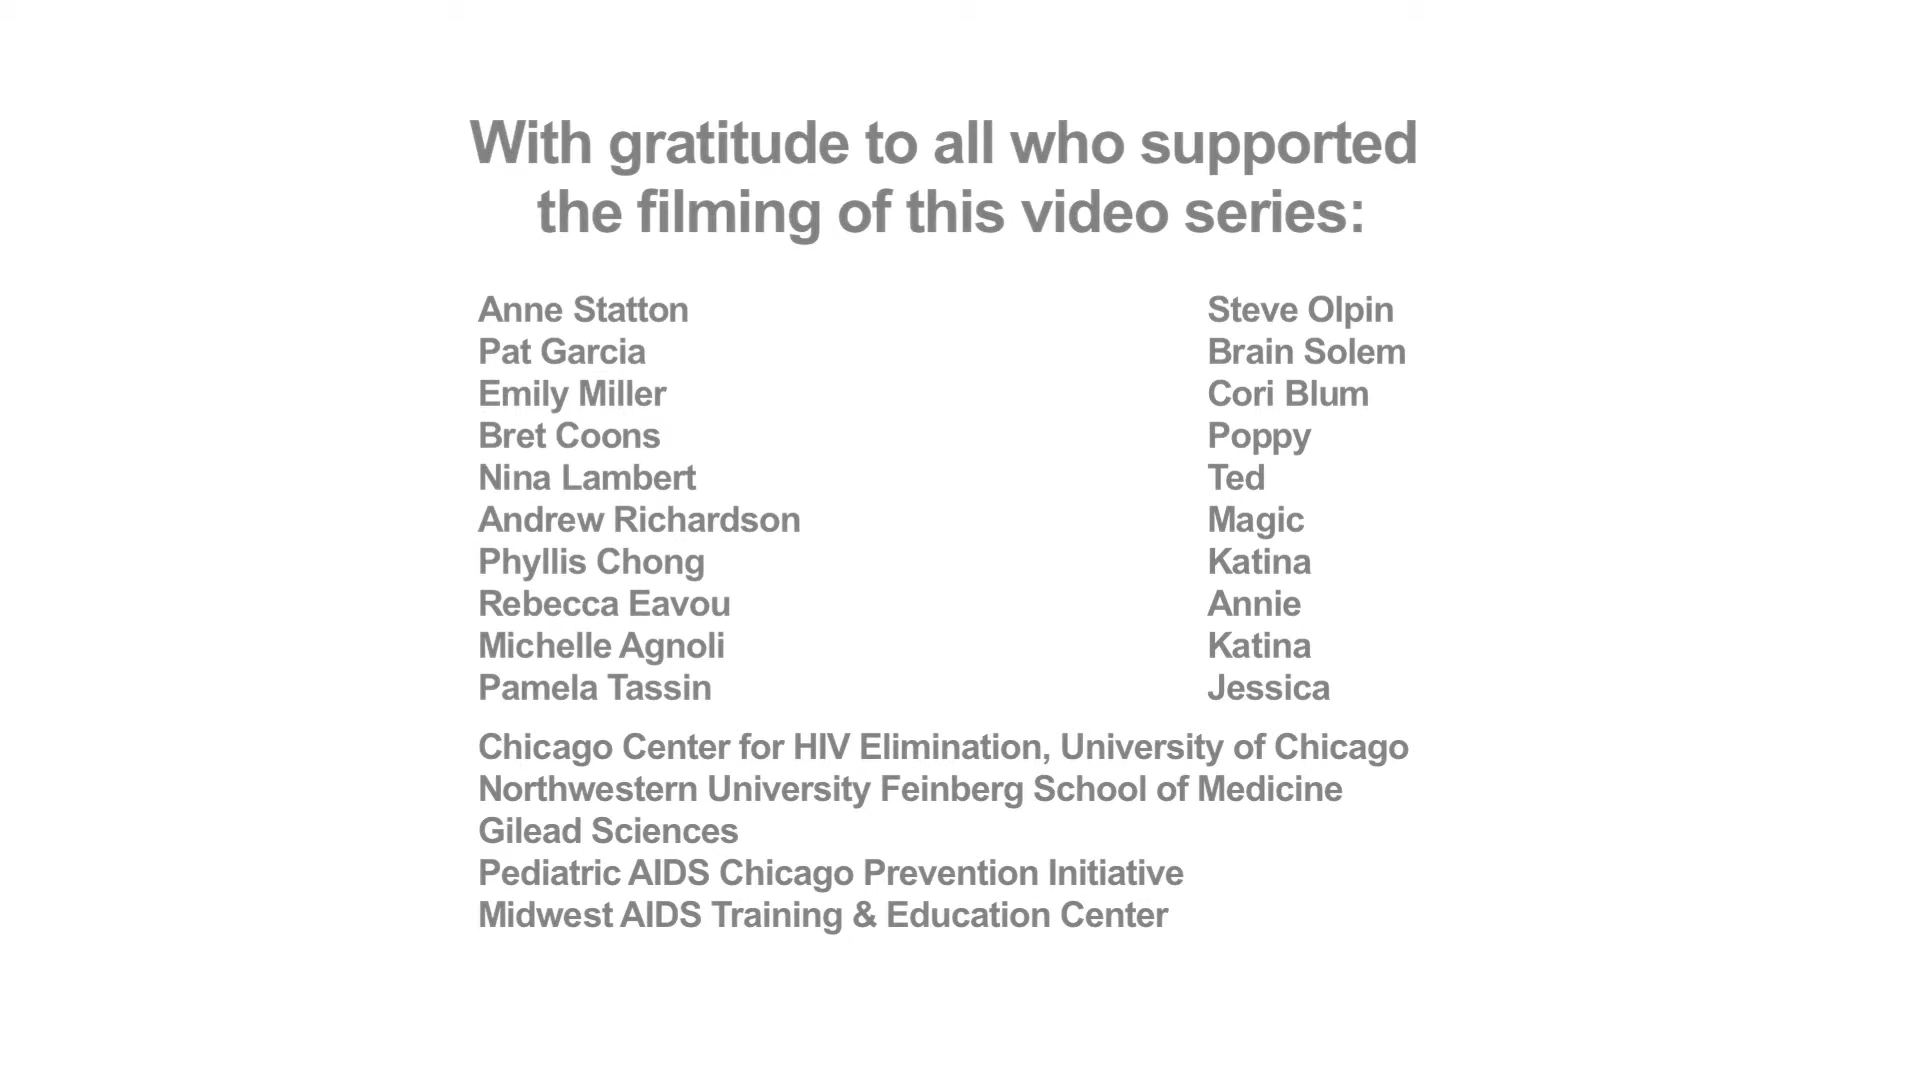 With gratitude to all who supported
the filming of this video series:
Anne Statton
Pat Garcia
Emily Miller
Bret Coons
Nina Lambert
Andrew Richardson
Phyllis Chong
Rebecca Eavou
Michelle Agnoli
Pamela Tassin
Steve Olpin
Brain Solem
Cori Blum
Poppy
Ted
Magic
Katina
Annie
Katina
Jessica
Chicago Center for HIV Elimination, University of Chicago
Northwestern University Feinberg School of Medicine
Gilead Sciences
Pediatric AIDS Chicago Prevention Initiative
Midwest AIDS Training & Education Center